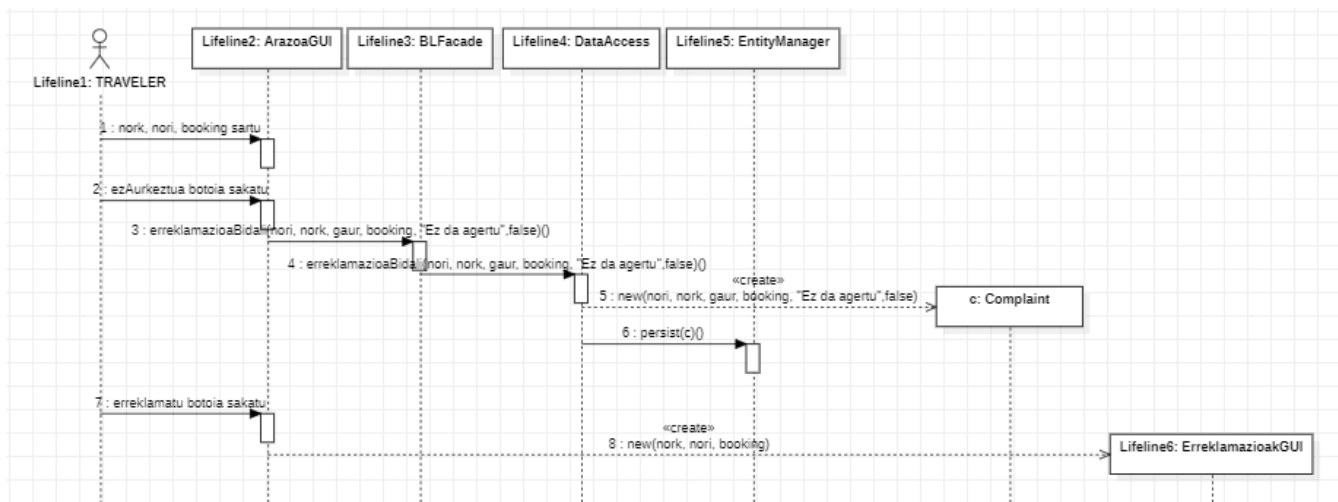 Lifeline2: ArazoaGUI
Lifeline3: BLFacade
Lifeline4: DataAccess
Lifeline5: EntityManager
Lifeline1: TRAVELER
1 : nork, nori, booking sartu
2 : ezAurkeztua botoia sakatu
3 : erreklamazioaBidali(nori, nork, gaur, booking, "Ez da agertu",false)()
4 : erreklamazioaBidali(nori, nork, gaur, booking, "Ez da agertu",false)()
«create»
5 : new(nori, nork, gaur, booking, "Ez da agertu",false)
c: Complaint
6 : persist(c)()
7 : erreklamatu botoia sakatu
«create»
8 : new(nork, nori, booking)
Lifeline6: ErreklamazioakGUI